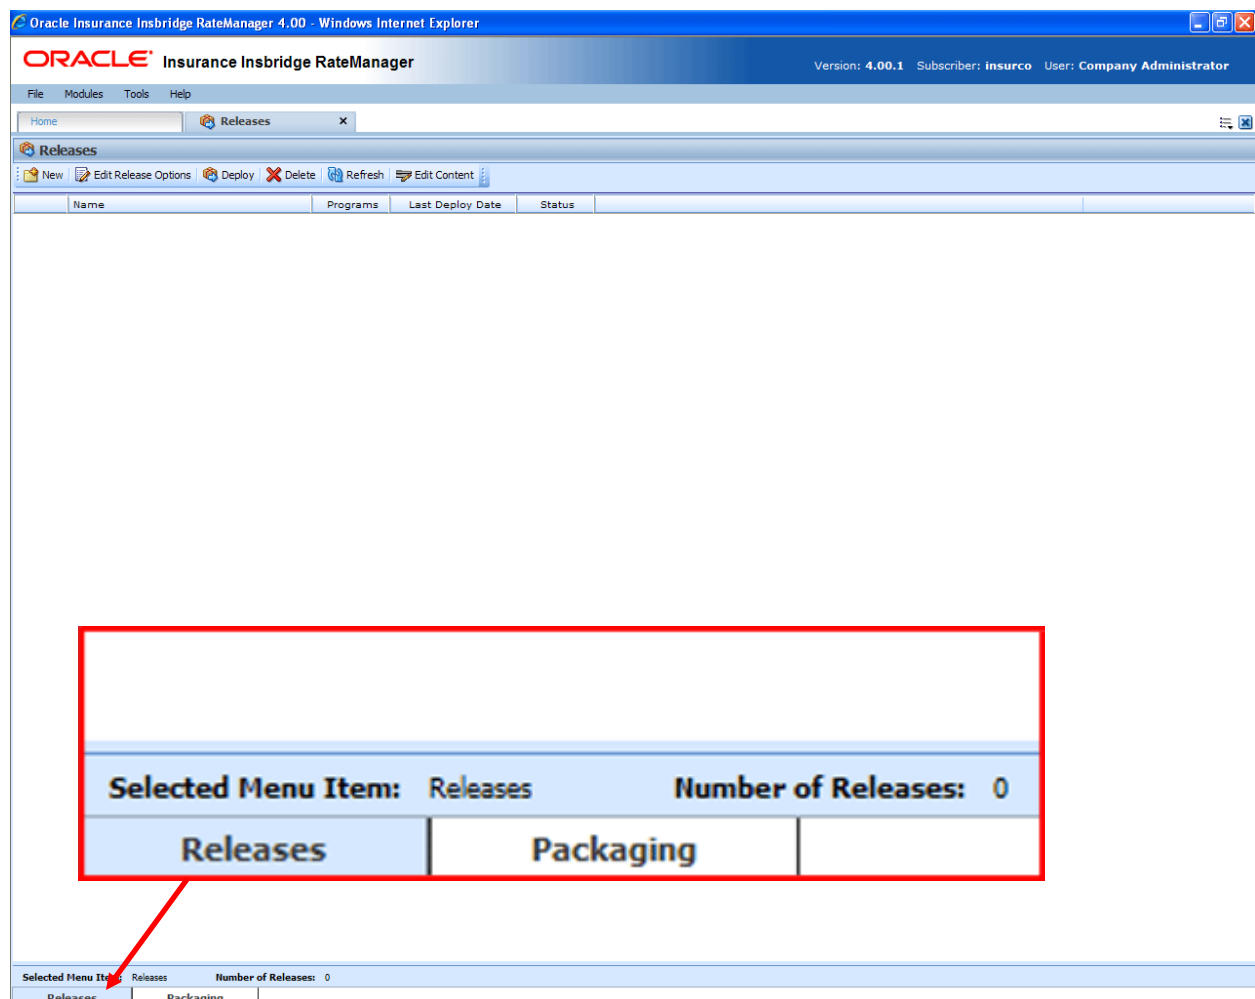 Oracle Insurance Insbridge RateManager 4.00 - Windows Internet Explorer
ORACLE Insurance Insbridge RateManager Version: 4.00.1 Subscriber: insurco User: Company Administrator
File Modules Tools Help
Home Releases x
Releases
New Edit Release Options Deploy Delete Refresh Edit Content
Name Programs Last Deploy Date Status
Selected Menu Item: Releases Number of Releases: 0
Releases Packaging
Selected Menu Item: Releases Number of Releases: 0
Releases Packaging